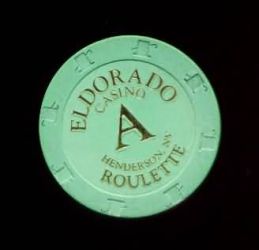 ELDORADO
CASINO
A
HENDERSON, NV
ROULETTE